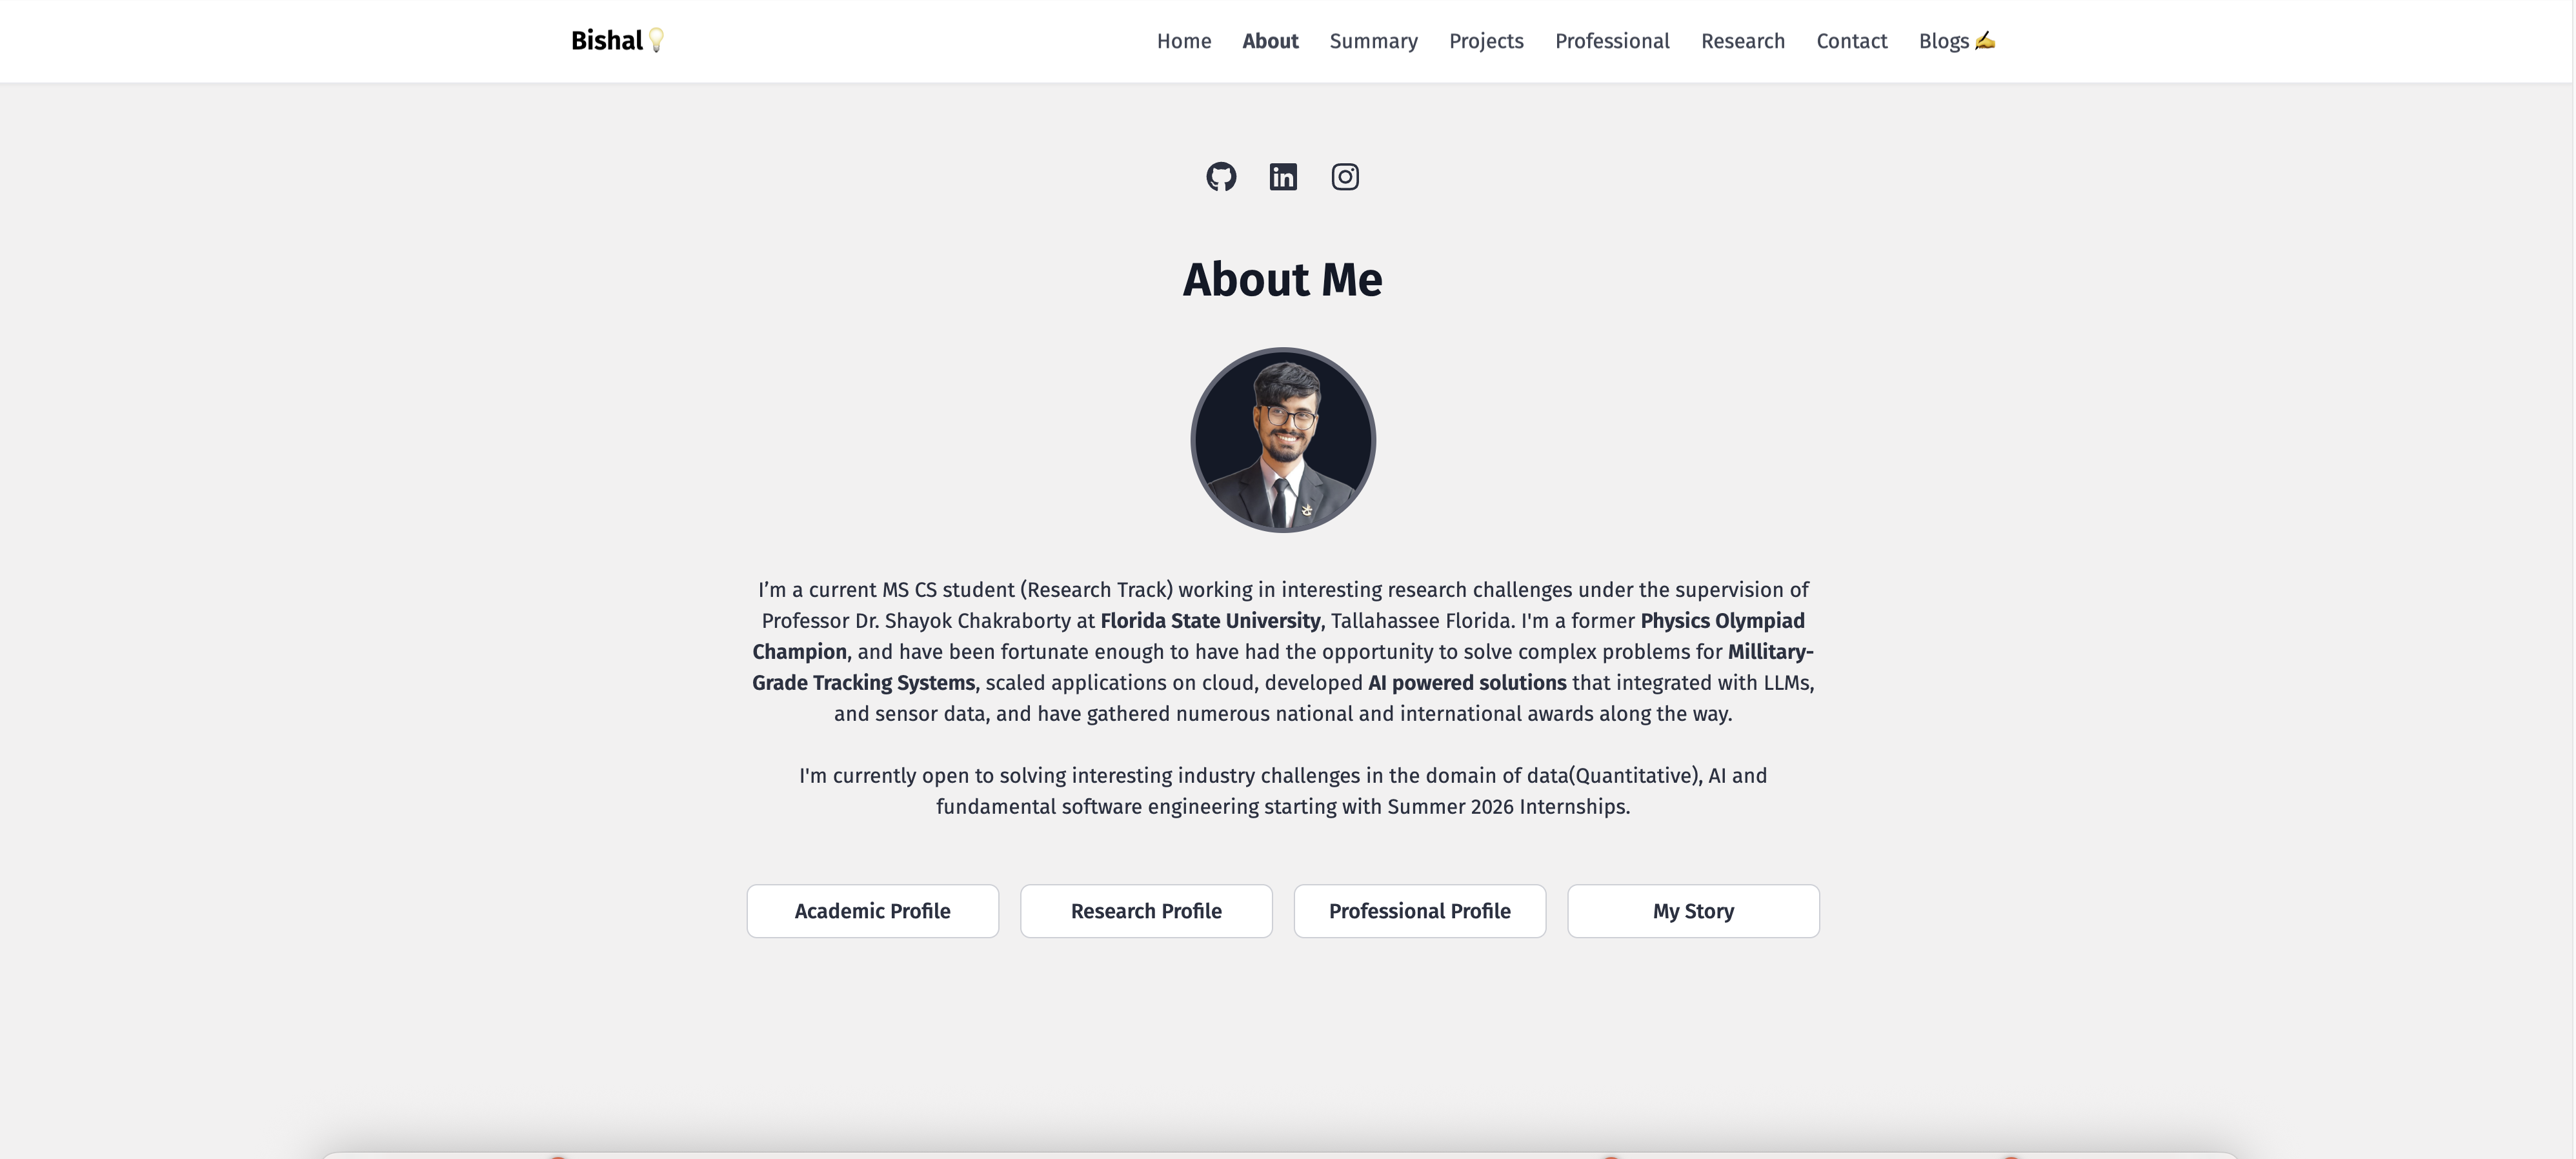 Bishal💡
Home About Summary Projects Professional Research Contact Blogs ✍️
About Me
I’m a current MS CS student (Research Track) working in interesting research challenges under the supervision of
Professor Dr. Shayok Chakraborty at Florida State University, Tallahassee Florida. I'm a former Physics Olympiad
Champion, and have been fortunate enough to have had the opportunity to solve complex problems for Millitary-
Grade Tracking Systems, scaled applications on cloud, developed AI powered solutions that integrated with LLMs,
and sensor data, and have gathered numerous national and international awards along the way.
I'm currently open to solving interesting industry challenges in the domain of data(Quantitative), AI and
fundamental software engineering starting with Summer 2026 Internships.
Academic Profile Research Profile Professional Profile My Story